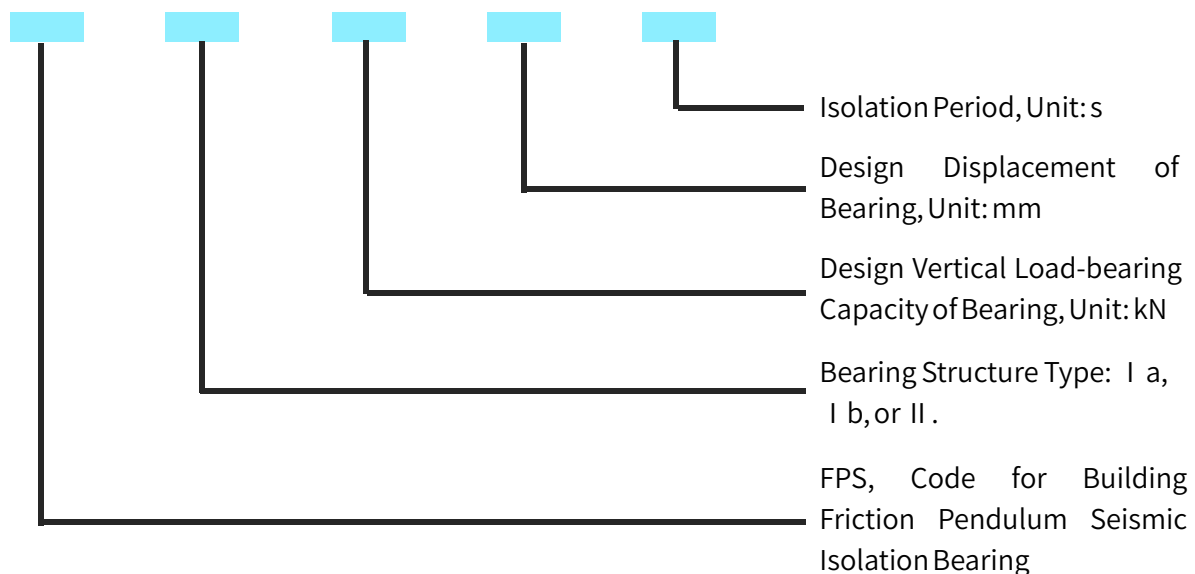 Isolation Period, Unit: s
Design Displacement of
Bearing, Unit: mm
Design Vertical Load-bearing
Capacity of Bearing, Unit: kN
Bearing Structure Type: Ⅰ a,
Ⅰ b, or Ⅱ .
FPS, Code for Building
Friction Pendulum Seismic
Isolation Bearing